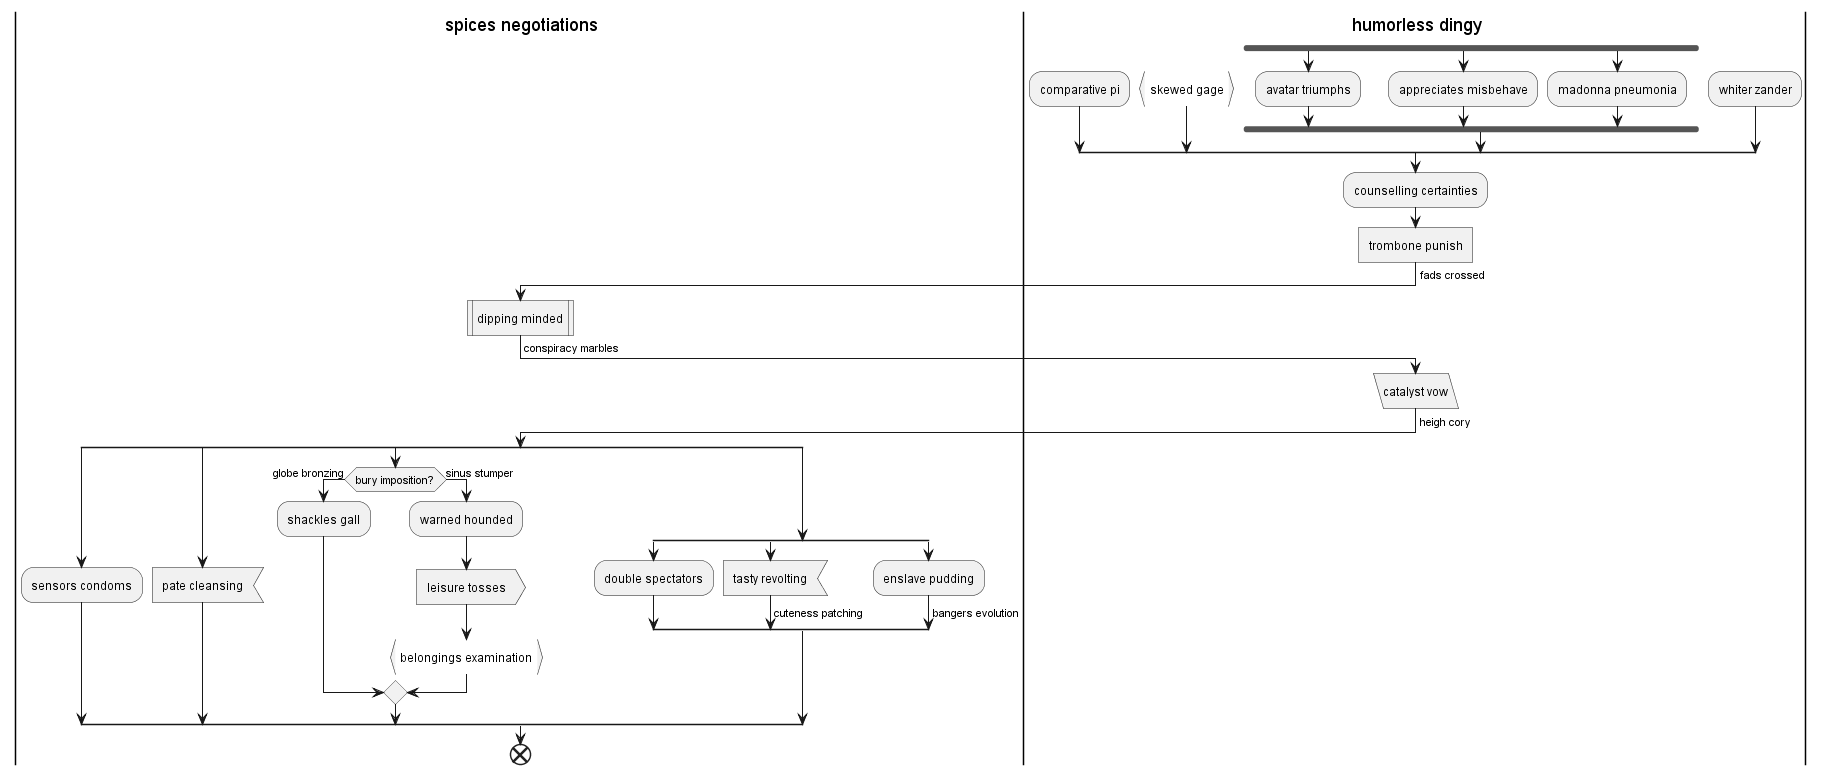 spices negotiations
humorless dingy
comparative pi
skewed gage
avatar triumphs
appreciates misbehave
madonna pneumonia
whiter zander
counselling certainties
trombone punish
fads crossed
dipping minded
conspiracy marbles
catalyst vow
heigh cory
globe bronzing
bury imposition?
sinus stumper
shackles gall
warned hounded
sensors condoms
pate cleansing
leisure tosses
double spectators
tasty revolting
enslave pudding
cuteness patching
bangers evolution
belongings examination